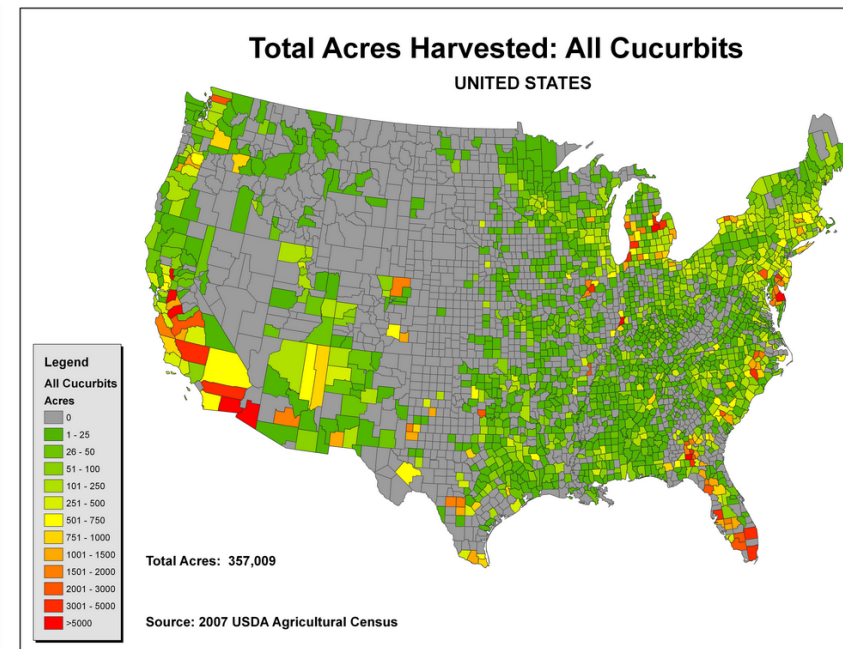 Total Acres Harvested: All Cucurbits
UNITED STATES
Legend
All Cucurbits
Acres
0
1 - 25
26 - 50
51 - 100
101 - 250
251 - 500
501 - 750
751 - 1000
1001 - 1500
1501 - 2000
2001 - 3000
3001 - 5000
>5000
Total Acres: 357,009
Source: 2007 USDA Agricultural Census